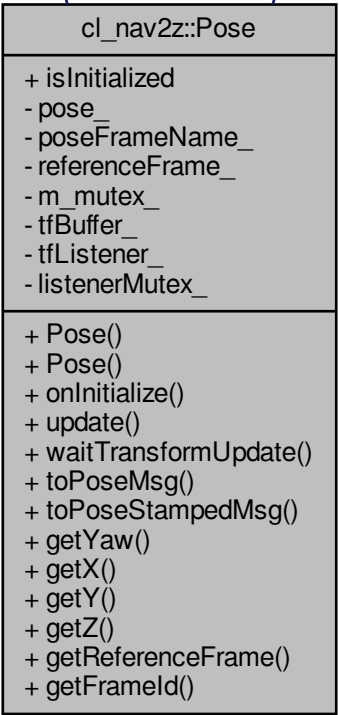 cl_nav2z::Pose
+ isInitialized
- pose_
- poseFrameName_
- referenceFrame_
- m_mutex_
- tfBuffer_
- tfListener_
- listenerMutex_
+ Pose()
+ Pose()
+ onInitialize()
+ update()
+ waitTransformUpdate()
+ toPoseMsg()
+ toPoseStampedMsg()
+ getYaw()
+ getX()
+ getY()
+ getZ()
+ getReferenceFrame()
+ getFrameId()